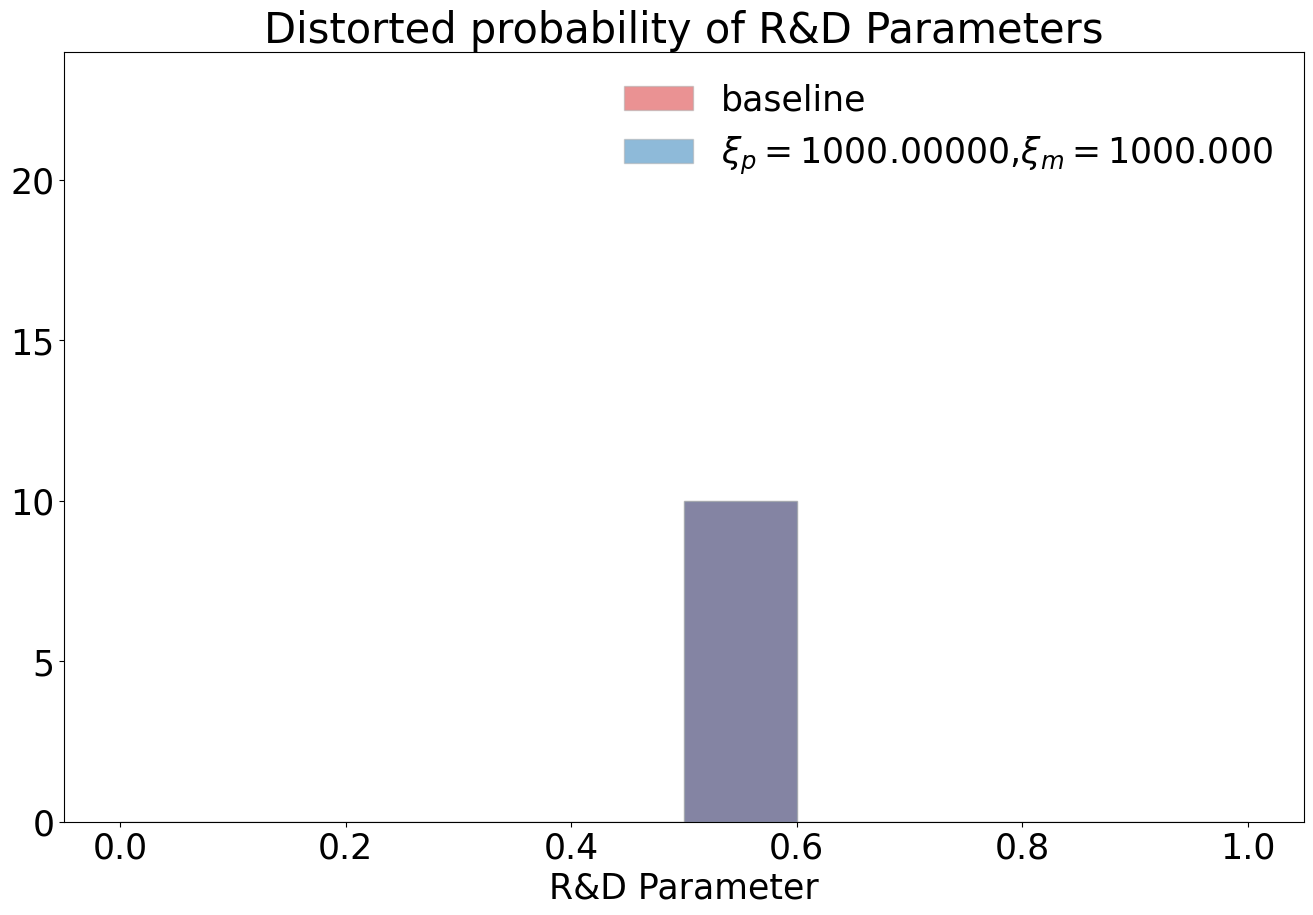 Distorted probability of R&D Parameters
baseline
ξp = 1000.00000,ξm = 1000.000
20
15
10
5
0
0.0 0.2 0.4 0.6 0.8 1.0
R&D Parameter